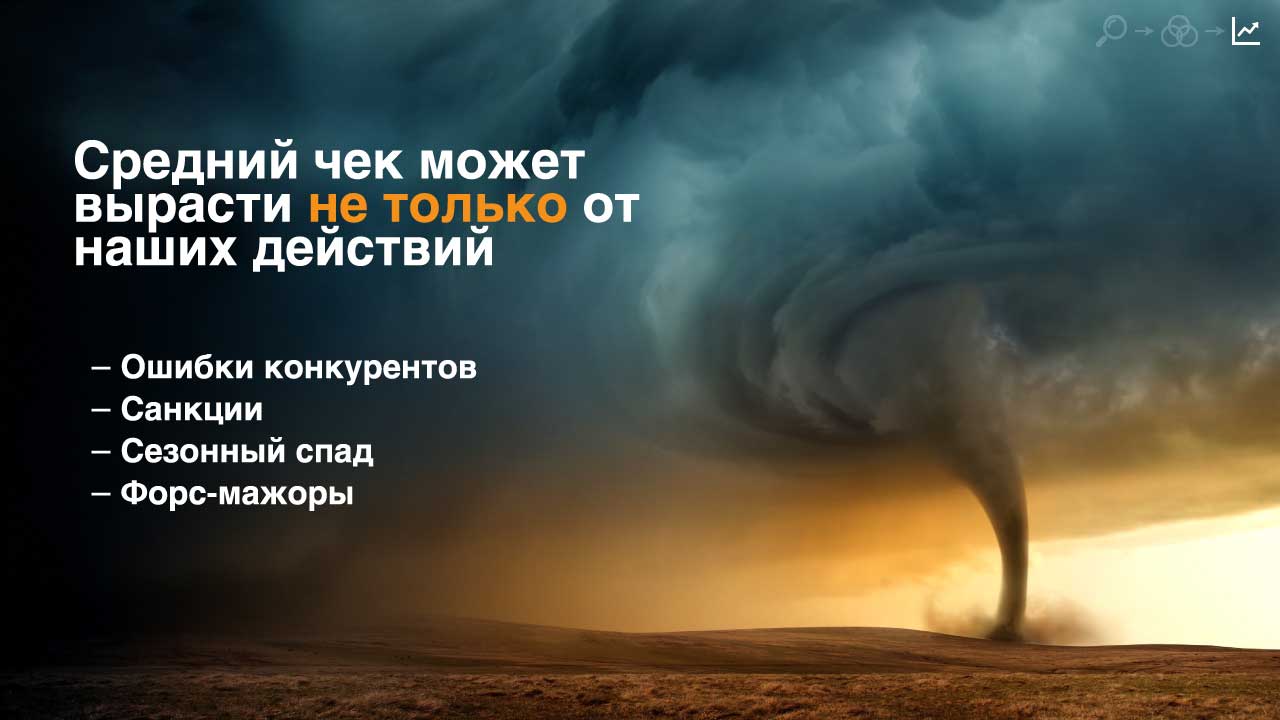 Средний чек может
вырасти не только от
наших действий
– Ошибки конкурентов
– Санкции
– Сезонный спад
– Форс-мажоры